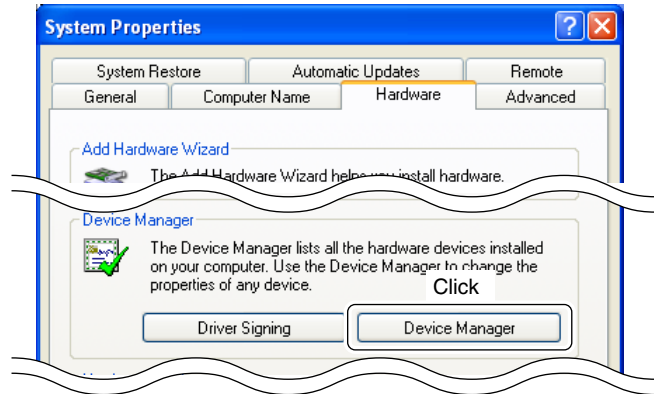 System Properties
System Restore Automatic Updates Remote
General Computer Name Hardware Advanced
Add Hardware Wizard
The Add Hardware Wizard helps you install hardware.
Device Manager
The Device Manager lists all the hardware devices installed
on your computer. Use the Device Manager to change the
properties of any device.
Click
Driver Signing Device Manager